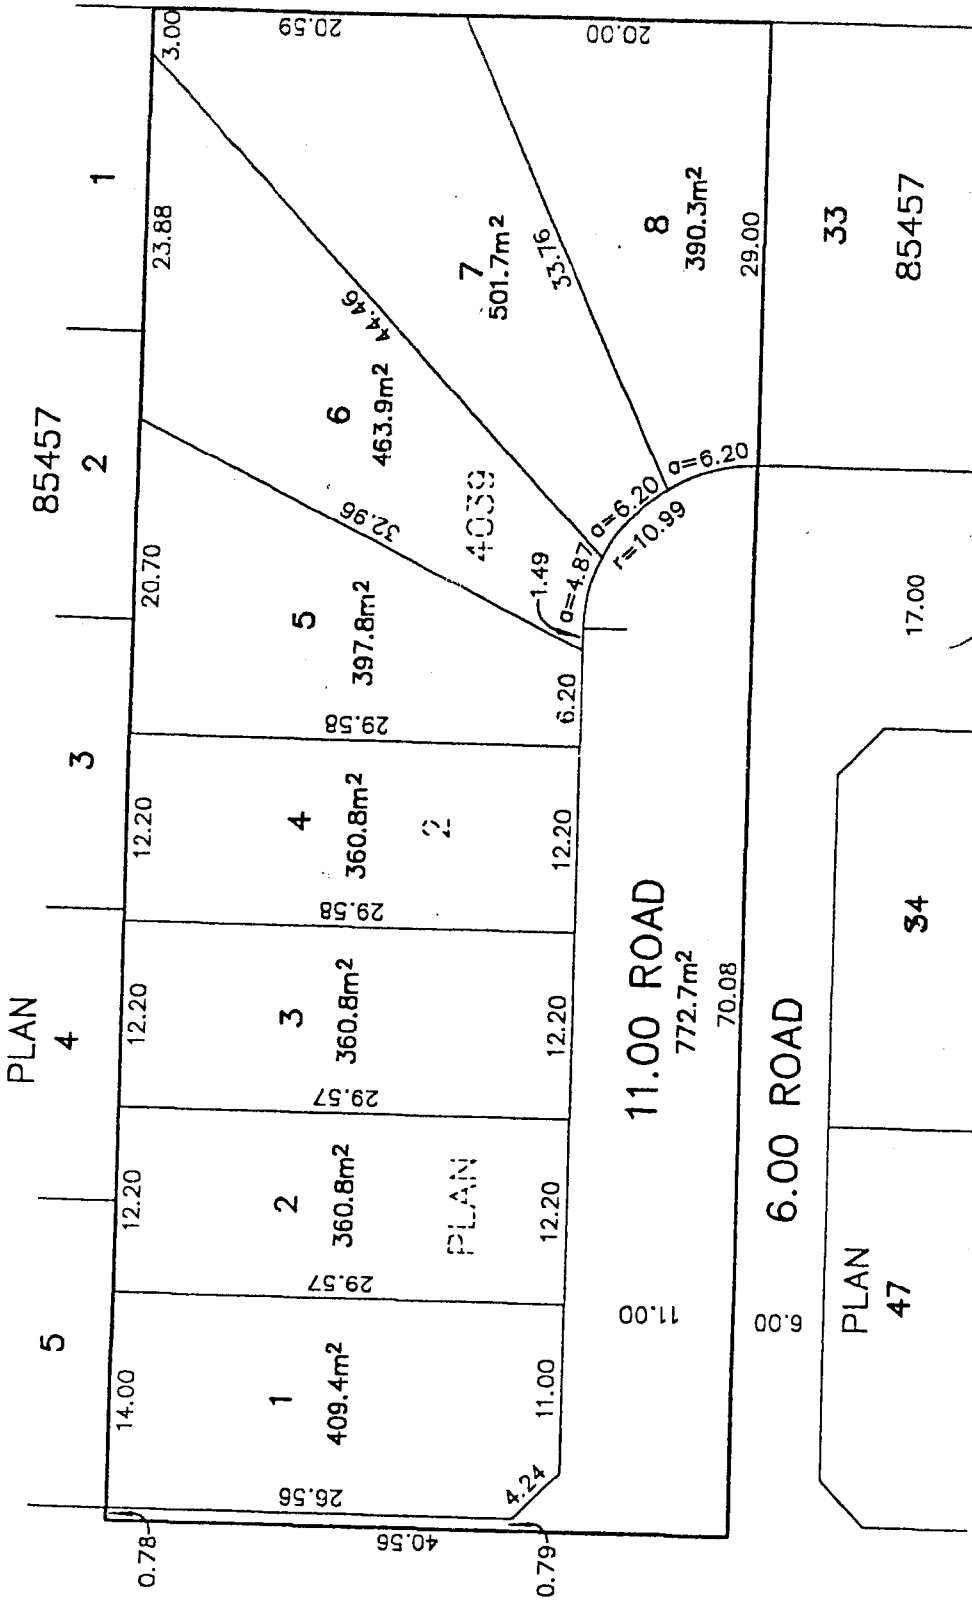 3.00
20.59
20.00
1
23.88
7
501.7m²
33.76
8
390.3m²
29.00
33
85457
85457
2
44.46
6
463.9m²
32.96
4039
20.70
5
397.8m²
1.49
a=4.87
a=6.20
a=6.20
r=10.99
6.20
17.00
3
29.58
12.20
4
360.8m²
2
12.20
29.58
PLAN
4
12.20
3
360.8m²
12.20
29.57
11.00 ROAD
772.7m²
70.08
34
12.20
2
360.8m²
PLAN
12.20
29.57
6.00 ROAD
5
14.00
1
409.4m²
11.00
11.00
6.00
PLAN
47
26.56
4.24
40.56
0.78
0.79